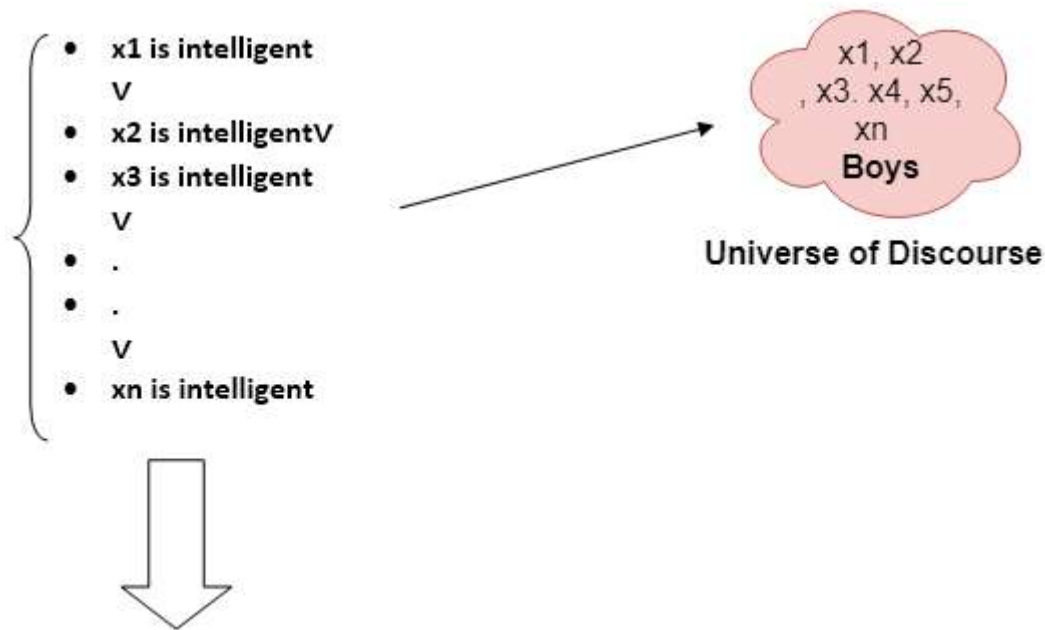 • x1 is intelligent
∨
• x2 is intelligent∨
• x3 is intelligent
∨
• .
• .
∨
• xn is intelligent
x1, x2
, x3. x4, x5,
xn
Boys
Universe of Discourse